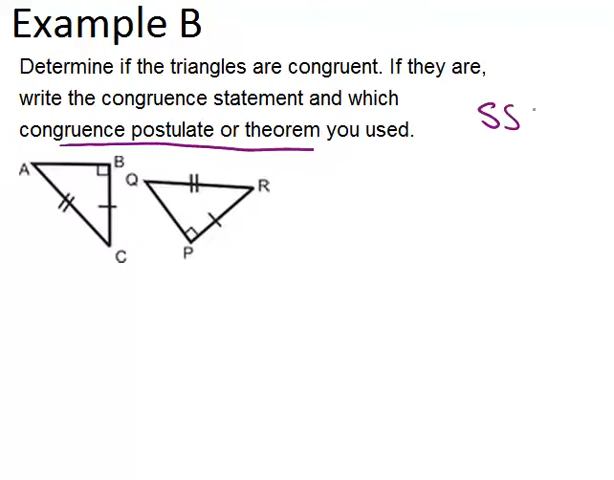 Example B
Determine if the triangles are congruent. If they are,
write the congruence statement and which
congruence postulate or theorem you used.
SS
A B Q R
C P